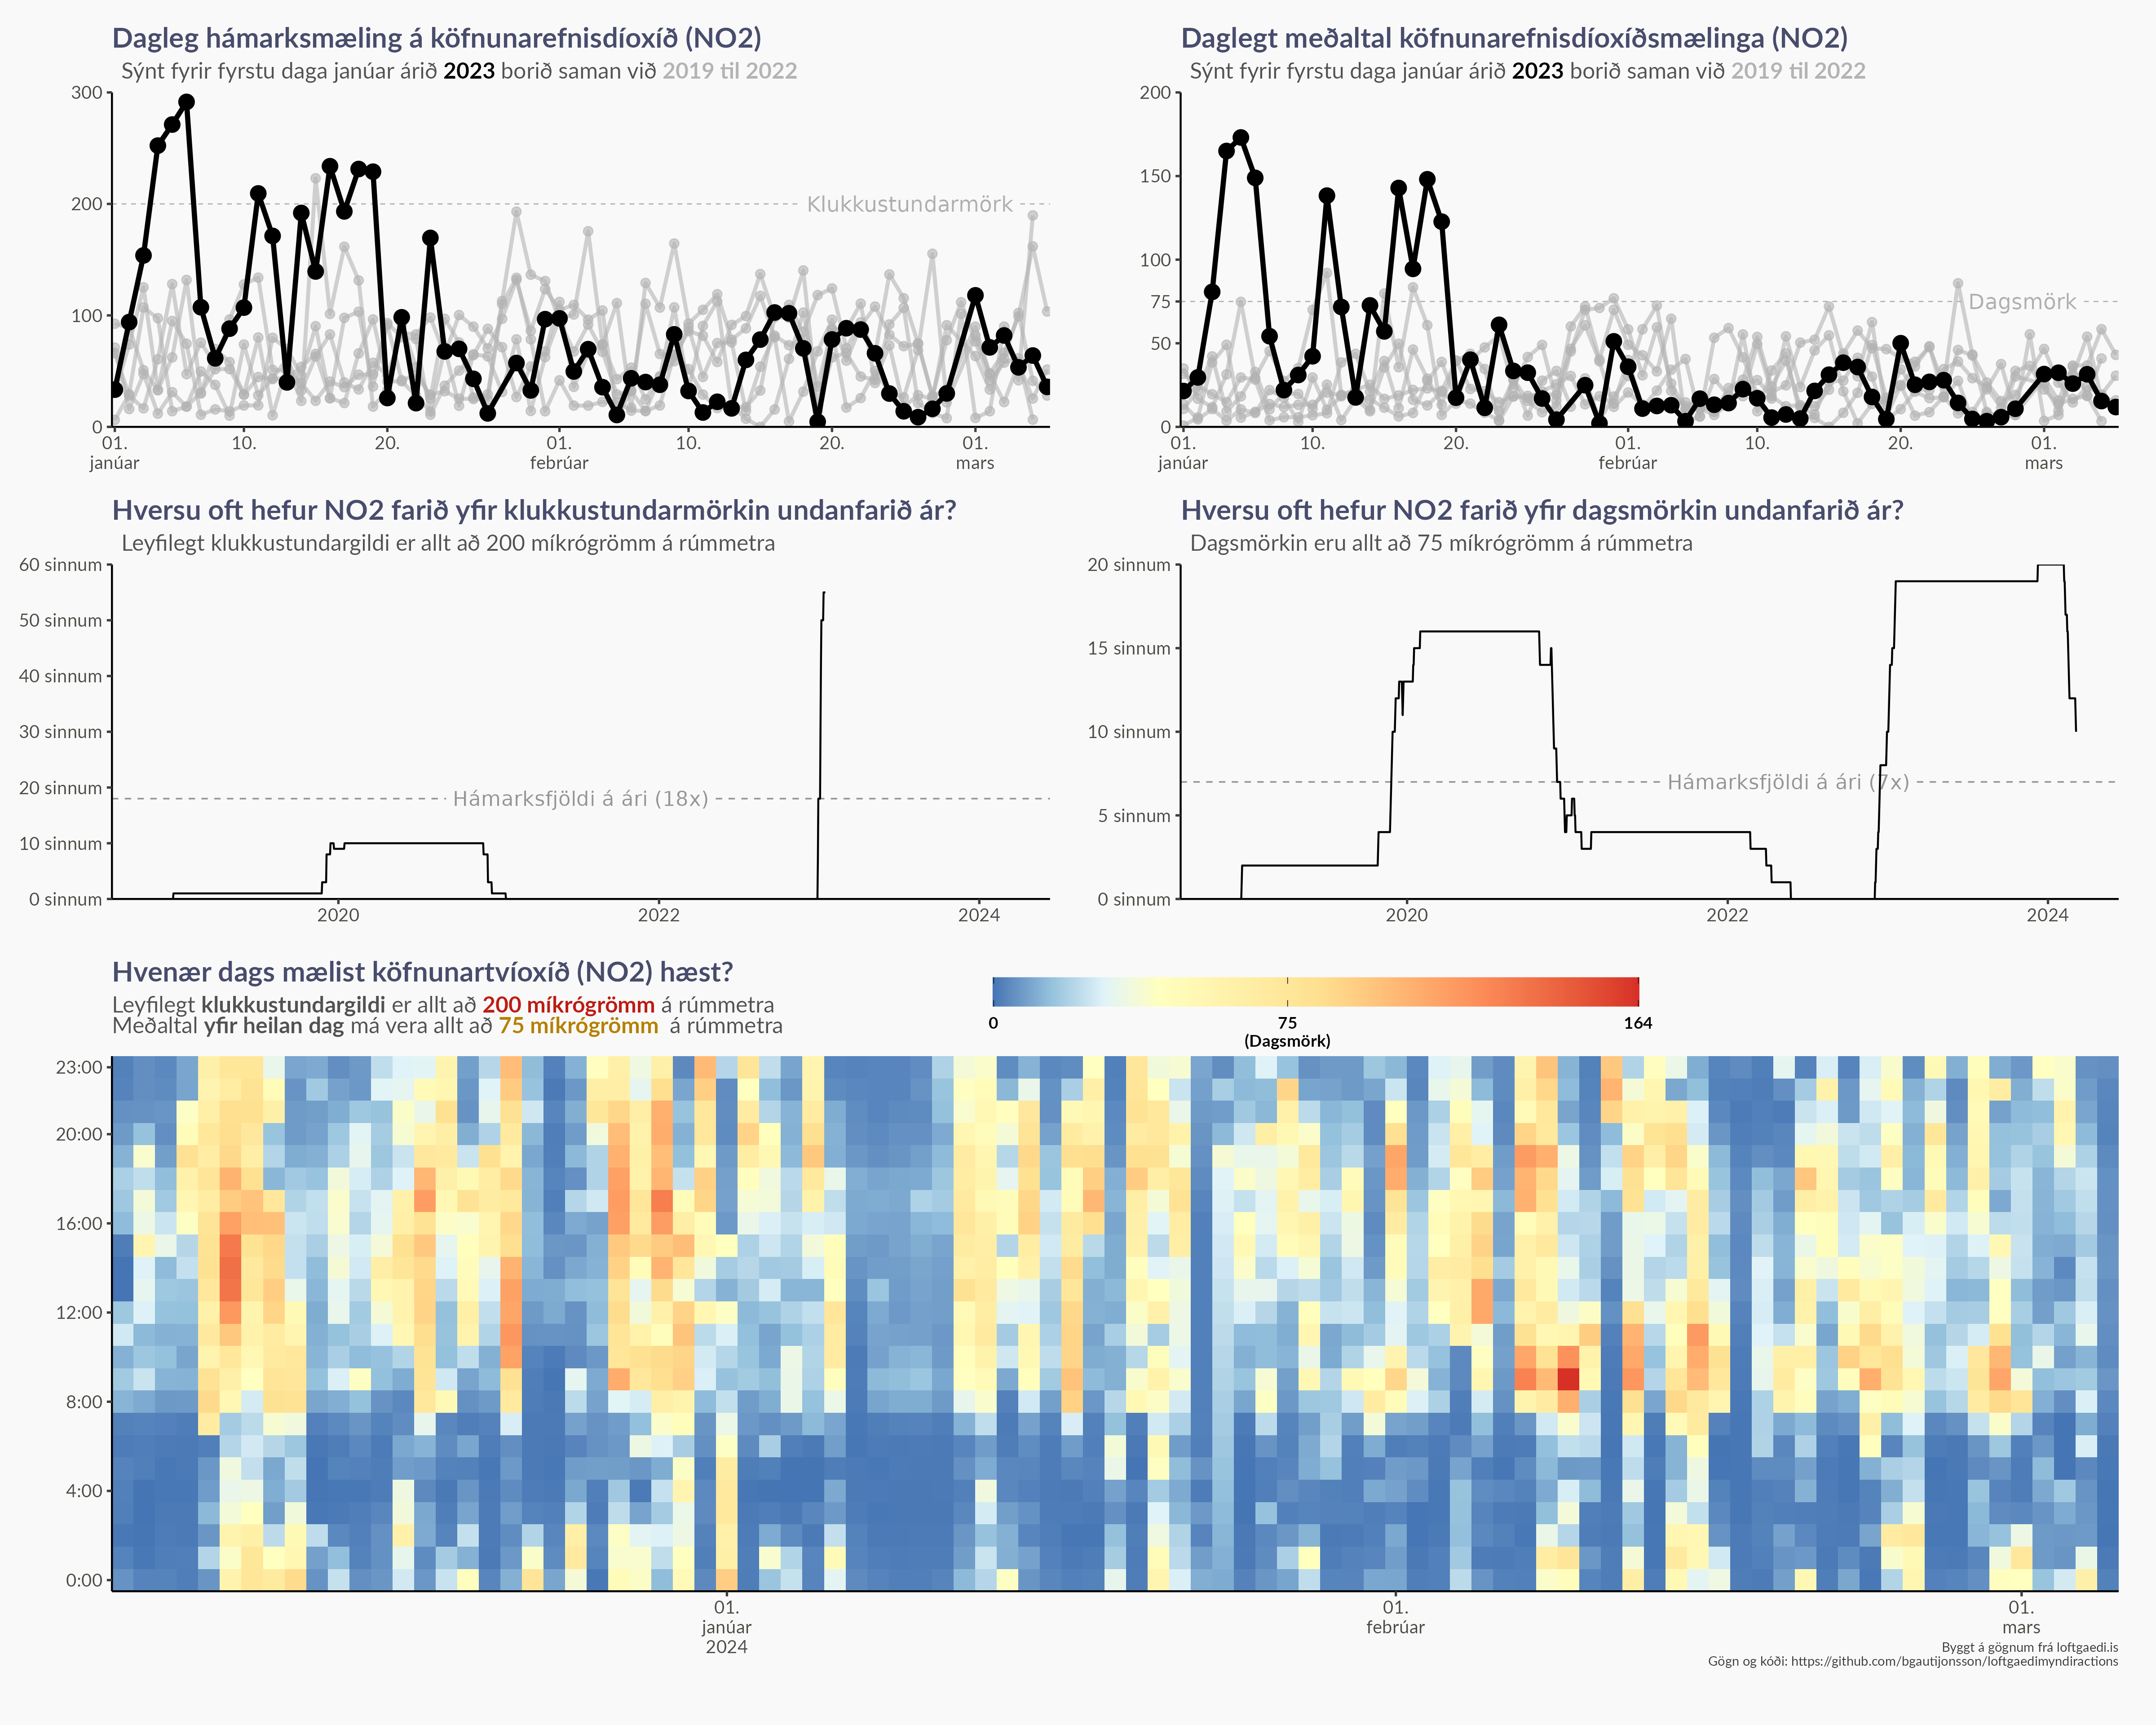 Dagleg hámarksmæling á köfnunarefnisdíoxíð (NO2)
Sýnt fyrir fyrstu daga janúar árið 2023 borið saman við 2019 til 2022
300
200
100
0
Klukkustundarmörk
01.
janúar
10.
20.
01.
febrúar
10.
20.
01.
mars
Daglegt meðaltal köfnunarefnisdíoxíðsmælinga (NO2)
Sýnt fyrir fyrstu daga janúar árið 2023 borið saman við 2019 til 2022
200
150
100
75
50
0
Dagsmörk
01.
janúar
10.
20.
01.
febrúar
10.
20.
01.
mars
Hversu oft hefur NO2 farið yfir klukkustundarmörkin undanfarið ár?
Leyfilegt klukkustundargildi er allt að 200 míkrógrömm á rúmmetra
60 sinnum
50 sinnum
40 sinnum
30 sinnum
20 sinnum
10 sinnum
0 sinnum
Hámarksfjöldi á ári (18x)
2020
2022
2024
Hversu oft hefur NO2 farið yfir dagsmörkin undanfarið ár?
Dagsmörkin eru allt að 75 míkrógrömm á rúmmetra
20 sinnum
15 sinnum
10 sinnum
5 sinnum
0 sinnum
Hámarksfjöldi á ári (7x)
2020
2022
2024
Hvenær dags mælist köfnunartvíoxíð (NO2) hæst?
Leyfilegt klukkustundargildi er allt að 200 míkrógrömm á rúmmetra
Meðaltal yfir heilan dag má vera allt að 75 míkrógrömm á rúmmetra
0
75
(Dagsmörk)
164
23:00
20:00
16:00
12:00
8:00
4:00
0:00
01.
janúar
2024
01.
febrúar
01.
mars
Byggt á gögnum frá loftgaedi.is
Gögn og kóði: https://github.com/bgautijonsson/loftgaedimyndiractions